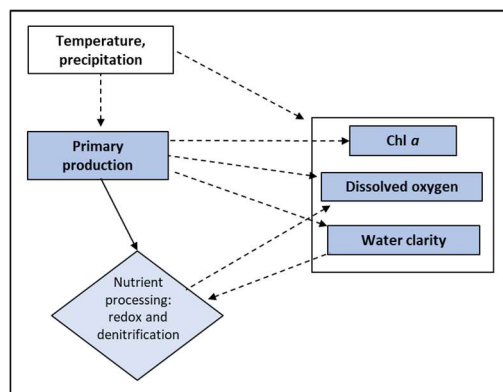 Temperature,
precipitation
Primary
production
Chl a
Dissolved oxygen
Water clarity
Nutrient
processing:
redox and
denitrification